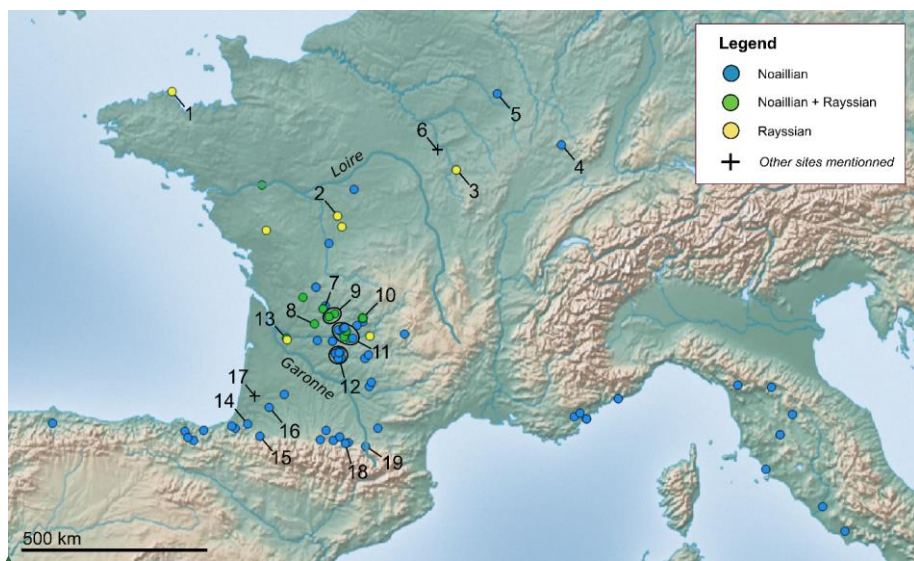 Legend
Noaillian
Noaillian + Rayssian
Rayssian
Other sites mentionned
1
5
6
4
3
Loire
2
7
9
10
8
13
11
12
Garonne
17
14
16
15
18
19
500 km